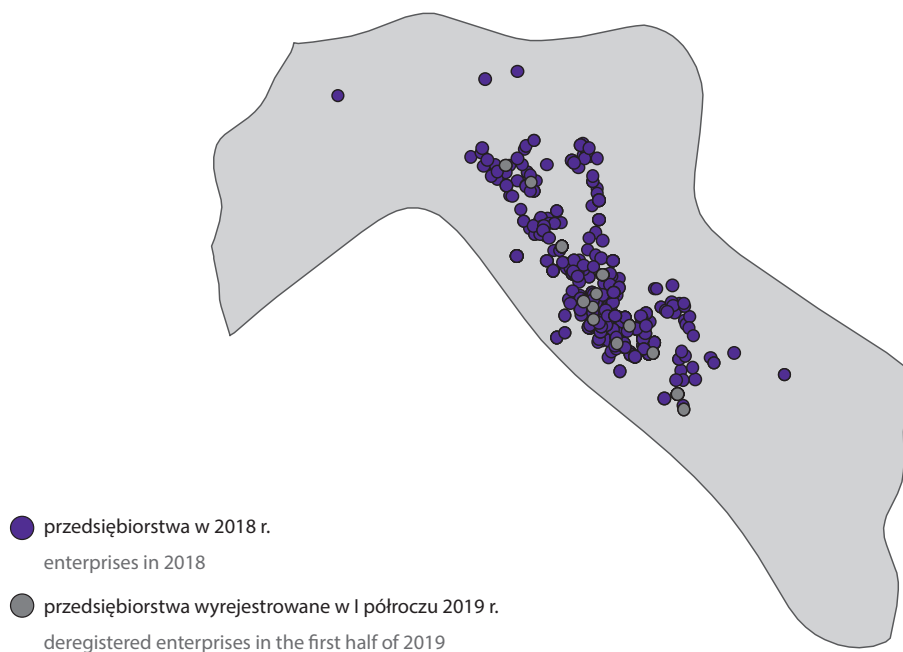 przedsiębiorstwa w 2018 r.
enterprises in 2018
przedsiębiorstwa wyrejestrowane w I półroczu 2019 r.
deregistered enterprises in the first half of 2019